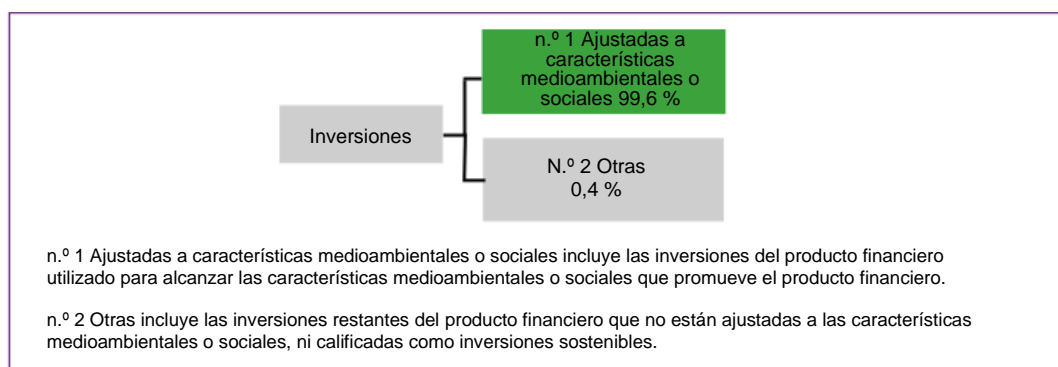 n.º 1 Ajustadas a
características
medioambientales o
sociales 99,6 %
Inversiones
N.º 2 Otras
0,4 %
n.º 1 Ajustadas a características medioambientales o sociales incluye las inversiones del producto financiero
utilizado para alcanzar las características medioambientales o sociales que promueve el producto financiero.
n.º 2 Otras incluye las inversiones restantes del producto financiero que no están ajustadas a las características
medioambientales o sociales, ni calificadas como inversiones sostenibles.